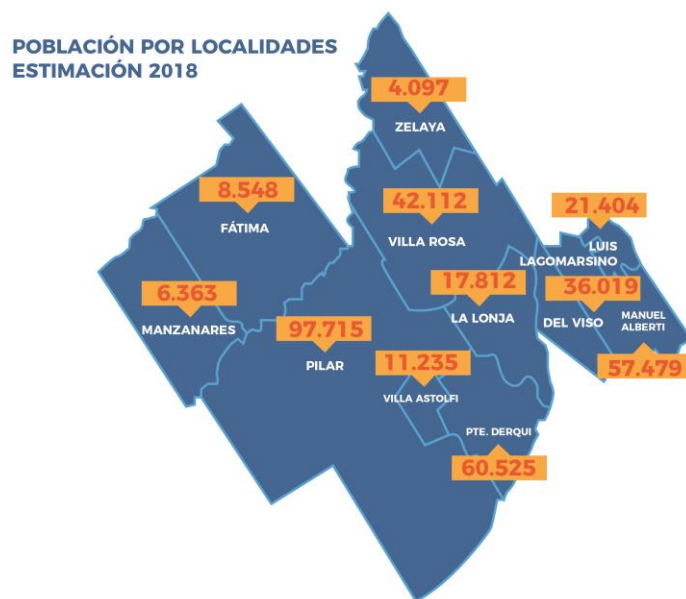 POBLACIÓN POR LOCALIDADES
ESTIMACIÓN 2018
4.097
ZELAYA
8.548
FÁTIMA
42.112
VILLA ROSA
21.404
LUIS
LAGOMARSINO
6.363
MANZANARES
17.812
LA LONJA
36.019
DEL VISO
MANUEL
ALBERTI
57.479
97.715
PILAR
11.235
VILLA ASTOLFI
PTE. DERQUI
60.525